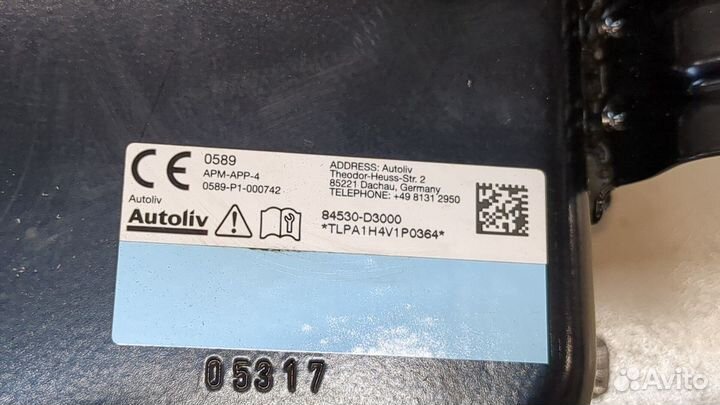 CE 0589
APM-APP-4
0589-P1-000742
Autoliv
Autoliv
ADDRESS: Autoliv
Theodor-Heuss-Str. 2
85221 Dachau, Germany
TELEPHONE: +49 8131 2950
84530-D3000
*TLPA1H4V1P0364*
05317
Avito